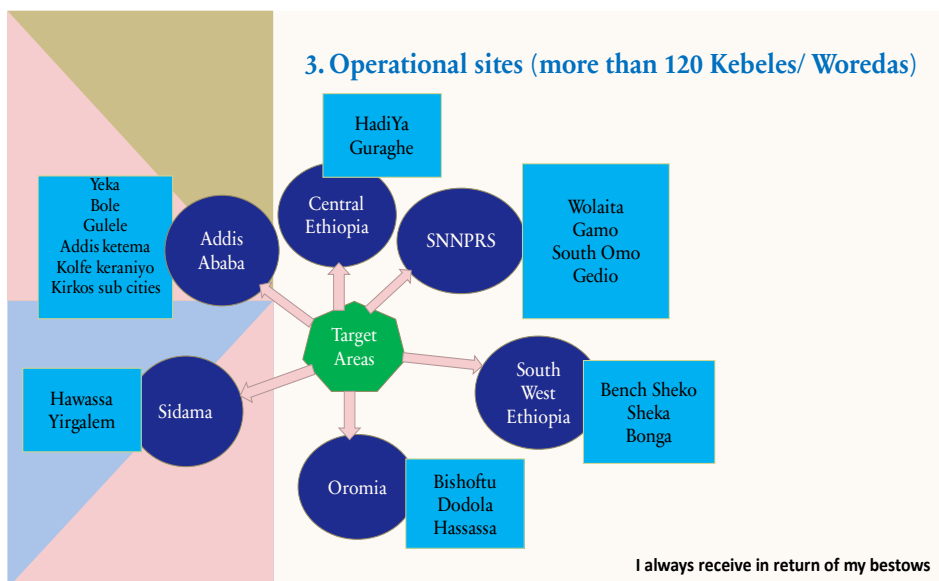 3. Operational sites (more than 120 Kebeles/ Woredas)
HadiYa
Guraghe
Central
Ethiopia
Yeka
Bole
Gulele
Addis ketema
Kolfe keraniyo
Kirkos sub cities
Addis
Ababa
SNNPRS
Wolaita
Gamo
South Omo
Gedio
Target
Areas
South
West
Ethiopia
Bench Sheko
Sheka
Bonga
Hawassa
Yirgalem
Sidama
Oromia
Bishoftu
Dodola
Hassassa
I always receive in return of my bestows